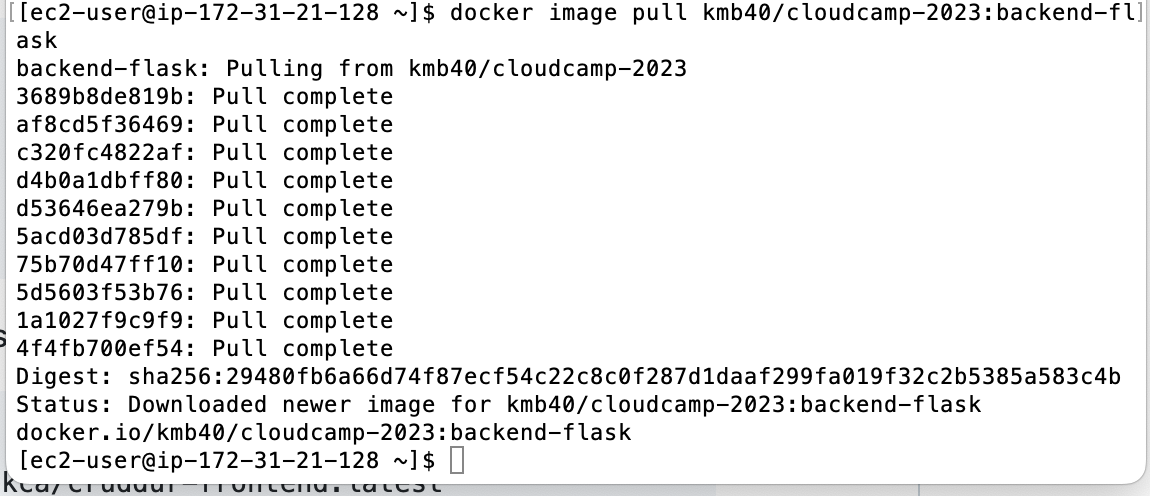 [[ec2-user@ip-172-31-21-128 ~]$ docker image pull kmb40/cloudcamp-2023:backend-fl]
ask
backend-flask: Pulling from kmb40/cloudcamp-2023
3689b8de819b: Pull complete
af8cd5f36469: Pull complete
c320fc4822af: Pull complete
d4b0a1dbff80: Pull complete
d53646ea279b: Pull complete
5acd03d785df: Pull complete
75b70d47ff10: Pull complete
5d5603f53b76: Pull complete
1a1027f9c9f9: Pull complete
4f4fb700ef54: Pull complete
Digest: sha256:29480fb6a66d74f87ecf54c22c8c0f287d1daaf299fa019f32c2b5385a583c4b
Status: Downloaded newer image for kmb40/cloudcamp-2023:backend-flask
docker.io/kmb40/cloudcamp-2023:backend-flask
[ec2-user@ip-172-31-21-128 ~]$